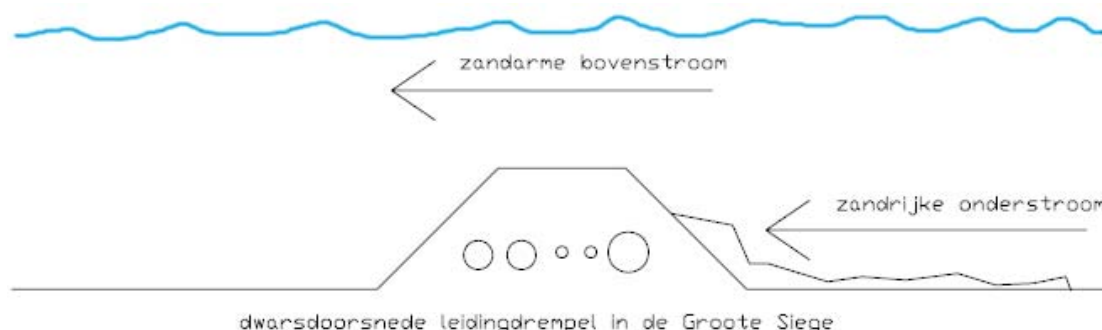 zandarme bovenstroom
zandrijke onderstroom
dwarsdoorsnede leidingdrempel in de Groote Siege